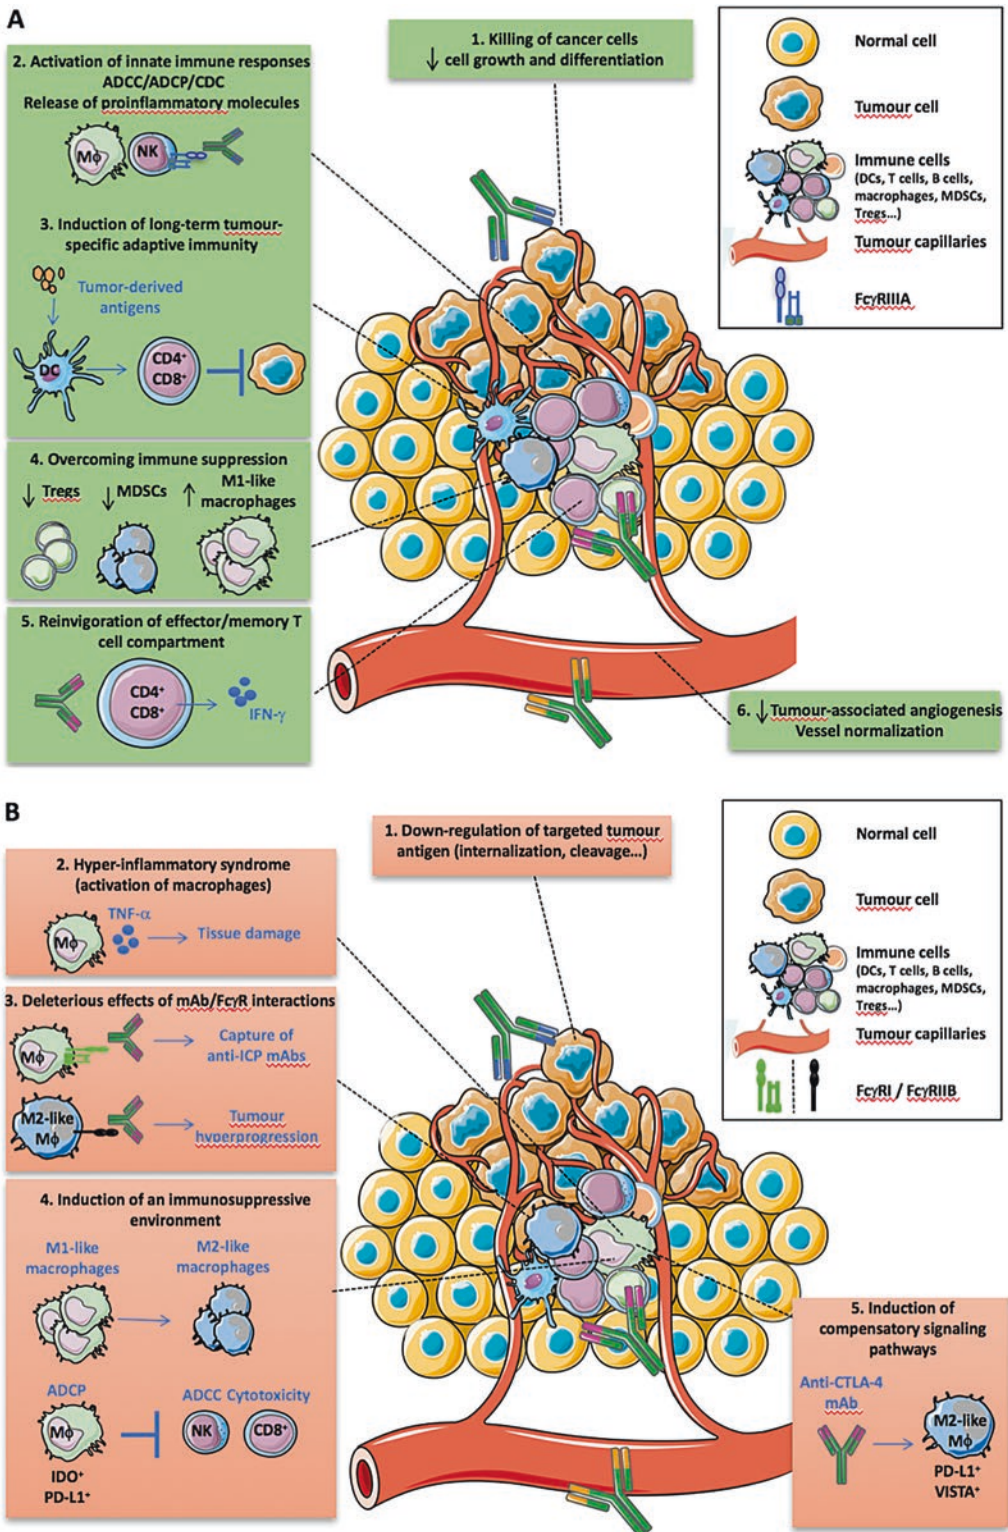 A
2. Activation of innate immune responses
ADCC/ADCP/CDC
Release of proinflammatory molecules
Mϕ
NK
3. Induction of long-term tumour-
specific adaptive immunity
Tumor-derived
antigens
DC
CD4⁺
CD8⁺
4. Overcoming immune suppression
↓ Tregs
↓ MDSCs
↑ M1-like
macrophages
5. Reinvigoration of effector/memory T
cell compartment
CD4⁺
CD8⁺
IFN-γ
1. Killing of cancer cells
↓ cell growth and differentiation
6. ↓ Tumour-associated angiogenesis
Vessel normalization
Normal cell
Tumour cell
Immune cells
(DCs, T cells, B cells,
macrophages, MDSCs,
Tregs...)
Tumour capillaries
FcγRIIIA
B
1. Down-regulation of targeted tumour
antigen (internalization, cleavage...)
2. Hyper-inflammatory syndrome
(activation of macrophages)
Mϕ
TNF-α
Tissue damage
3. Deleterious effects of mAb/FcγR interactions
Mϕ
Capture of
anti-ICP mAbs
M2-like
Mϕ
Tumour
hyperprogression
4. Induction of an immunosuppressive
environment
M1-like
macrophages
M2-like
macrophages
ADCP
Mϕ
IDO⁺
PD-L1⁺
ADCC Cytotoxicity
NK
CD8⁺
5. Induction of
compensatory signaling
pathways
Anti-CTLA-4
mAb
M2-like
Mϕ
PD-L1⁺
VISTA⁺
Normal cell
Tumour cell
Immune cells
(DCs, T cells, B cells,
macrophages, MDSCs,
Tregs...)
Tumour capillaries
FcγRI / FcγRIIB